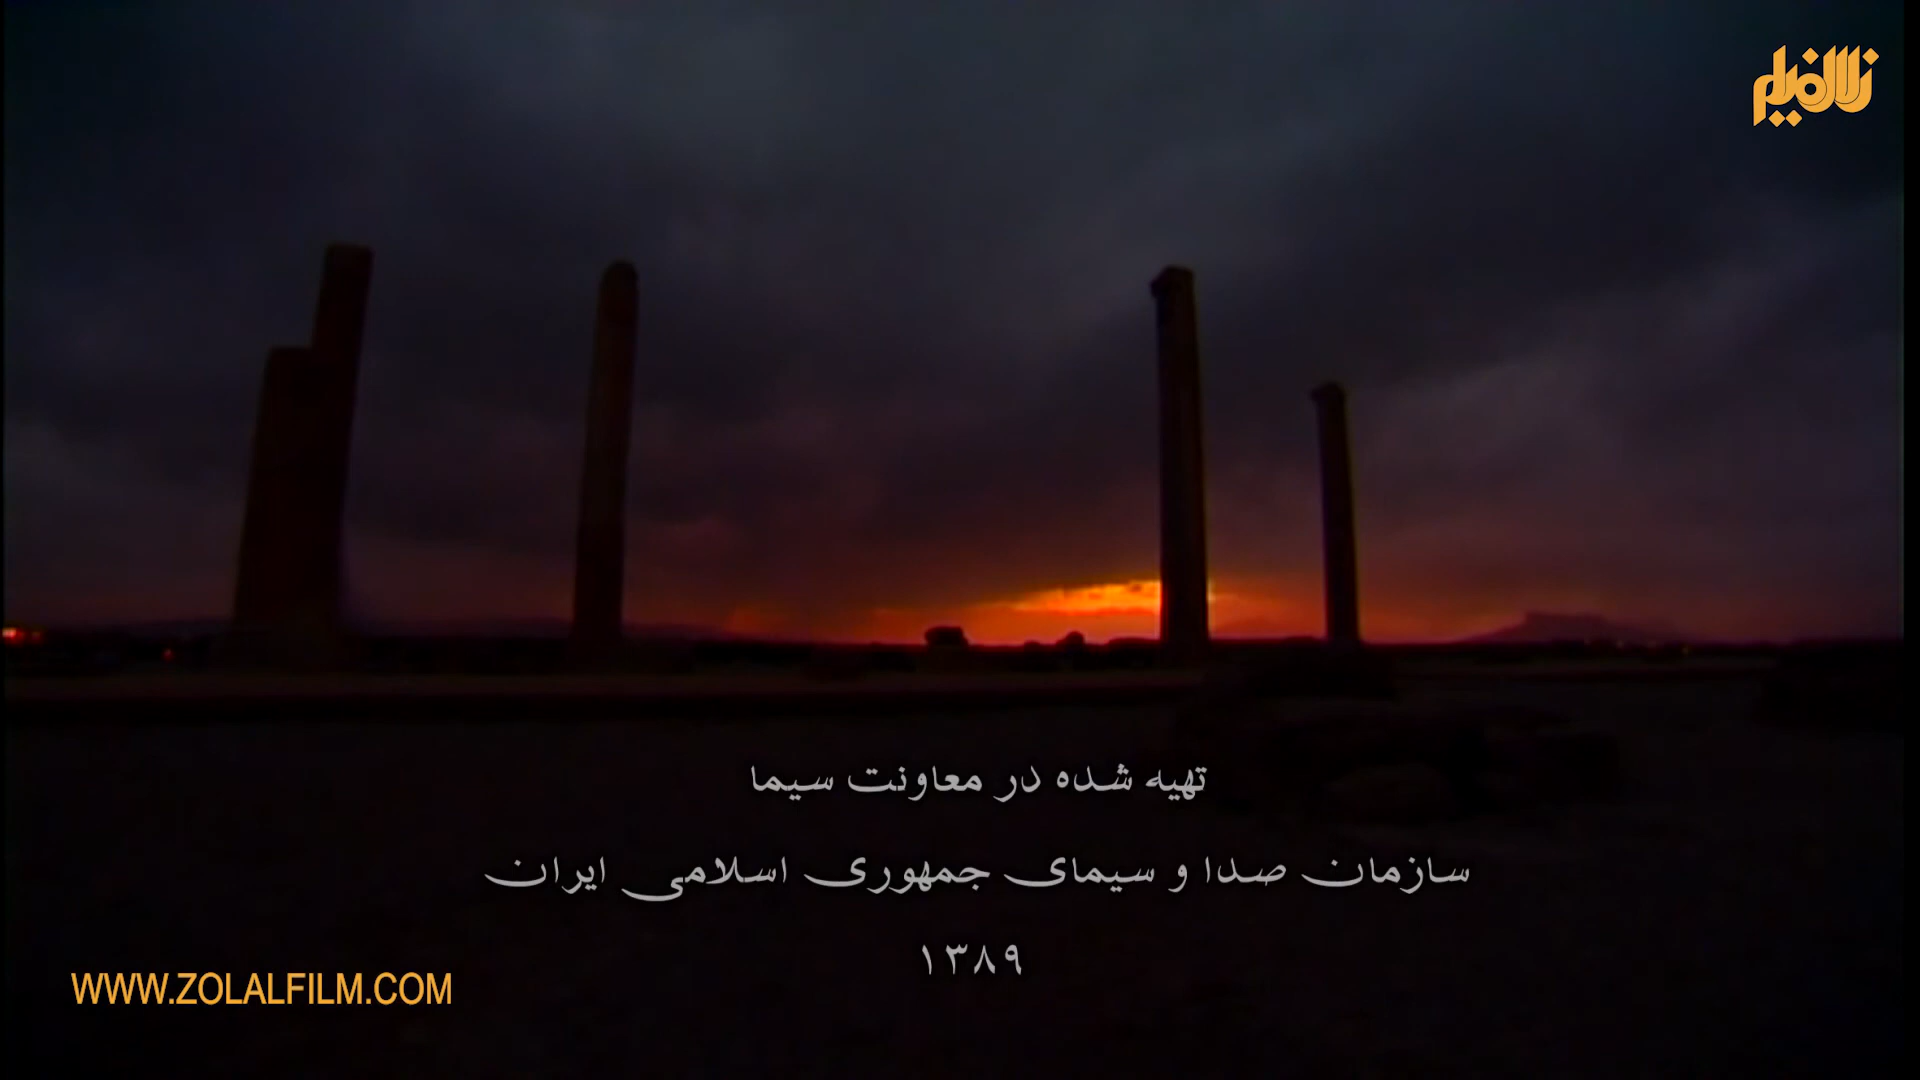 زلال فیلم
تهیه شده در معاونت سیما
سازمان صدا و سیمای جمهوری اسلامی ایران
۱۳۸۹
WWW.ZOLALFILM.COM